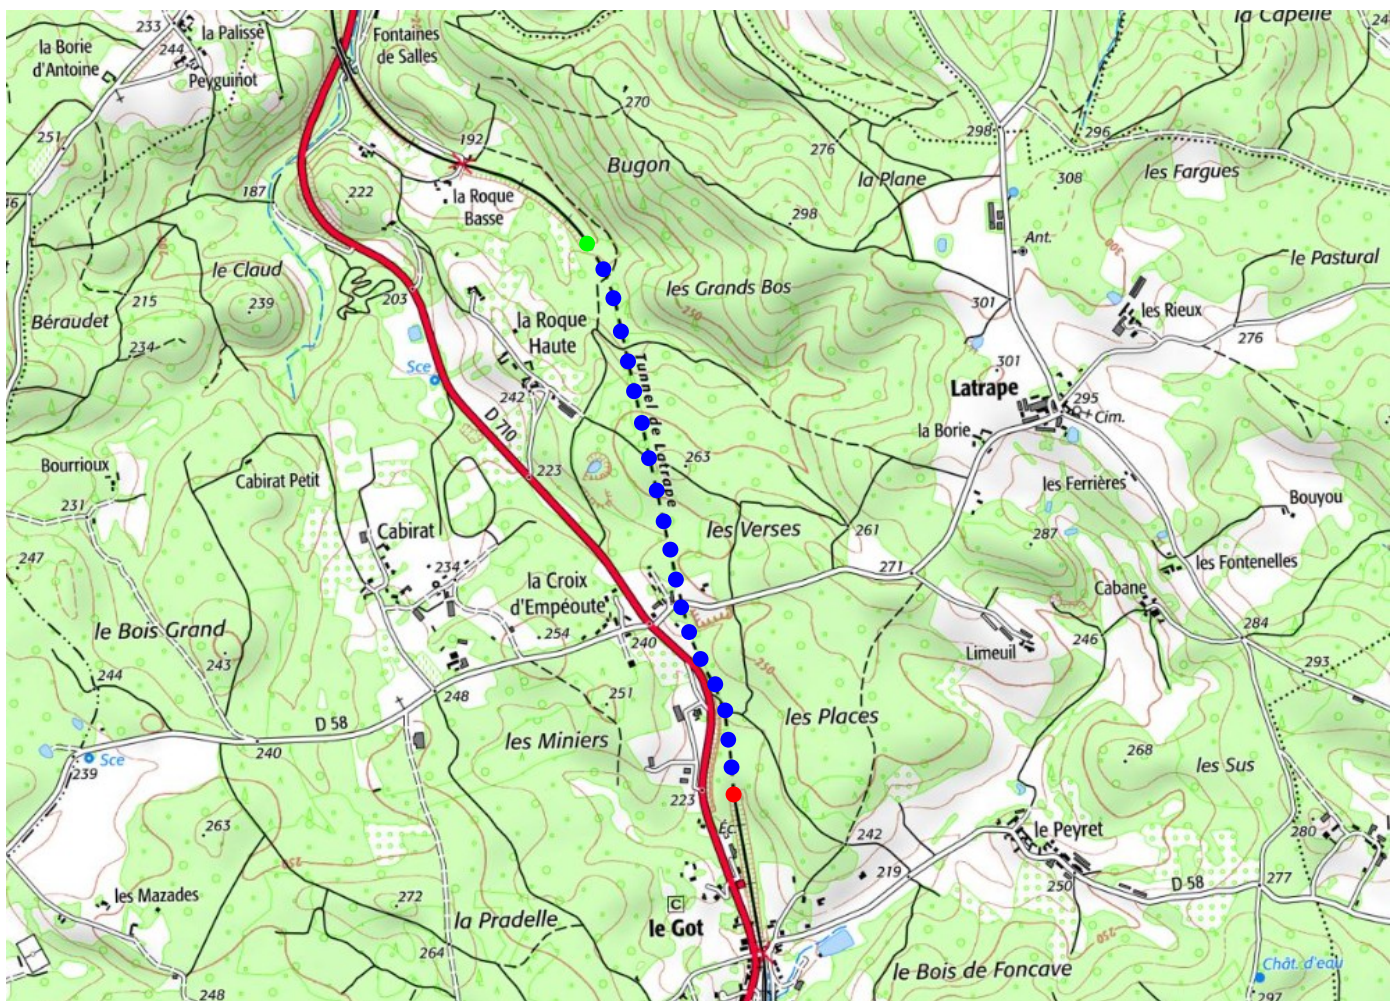 la Capelle
233
la Palisse
Fontaines
de Salles
la Borie
d'Antoine
244
Peyguinot
270
298
296
251
192
Bugon
276
la Plane
308
les Fargues
187
222
la Roque
Basse
298
Ant.
300
le Pastural
le Claud
239
203
les Grands Bos
250
301
les Rieux
276
215
Béraudet
234
la Roque
Haute
Sce
242
Tunnel de Latrape
301
Latrape
295
Cim.
la Borie
D 710
223
263
les Ferrières
Bouyou
Bourrioux
231
Cabirat Petit
Cabirat
les Verses
261
287
247
234
la Croix
d'Empéoute
271
les Fontenelles
Cabane
le Bois Grand
254
240
Limeuil
246
284
243
244
250
293
248
251
D 58
240
les Miniers
les Places
268
les Sus
Sce
239
223
263
Éc.
242
le Peyret
280
219
250
D 58
277
les Mazades
272
la Pradelle
264
C
le Got
250
le Bois de Foncave
Chât. d'eau
248
297